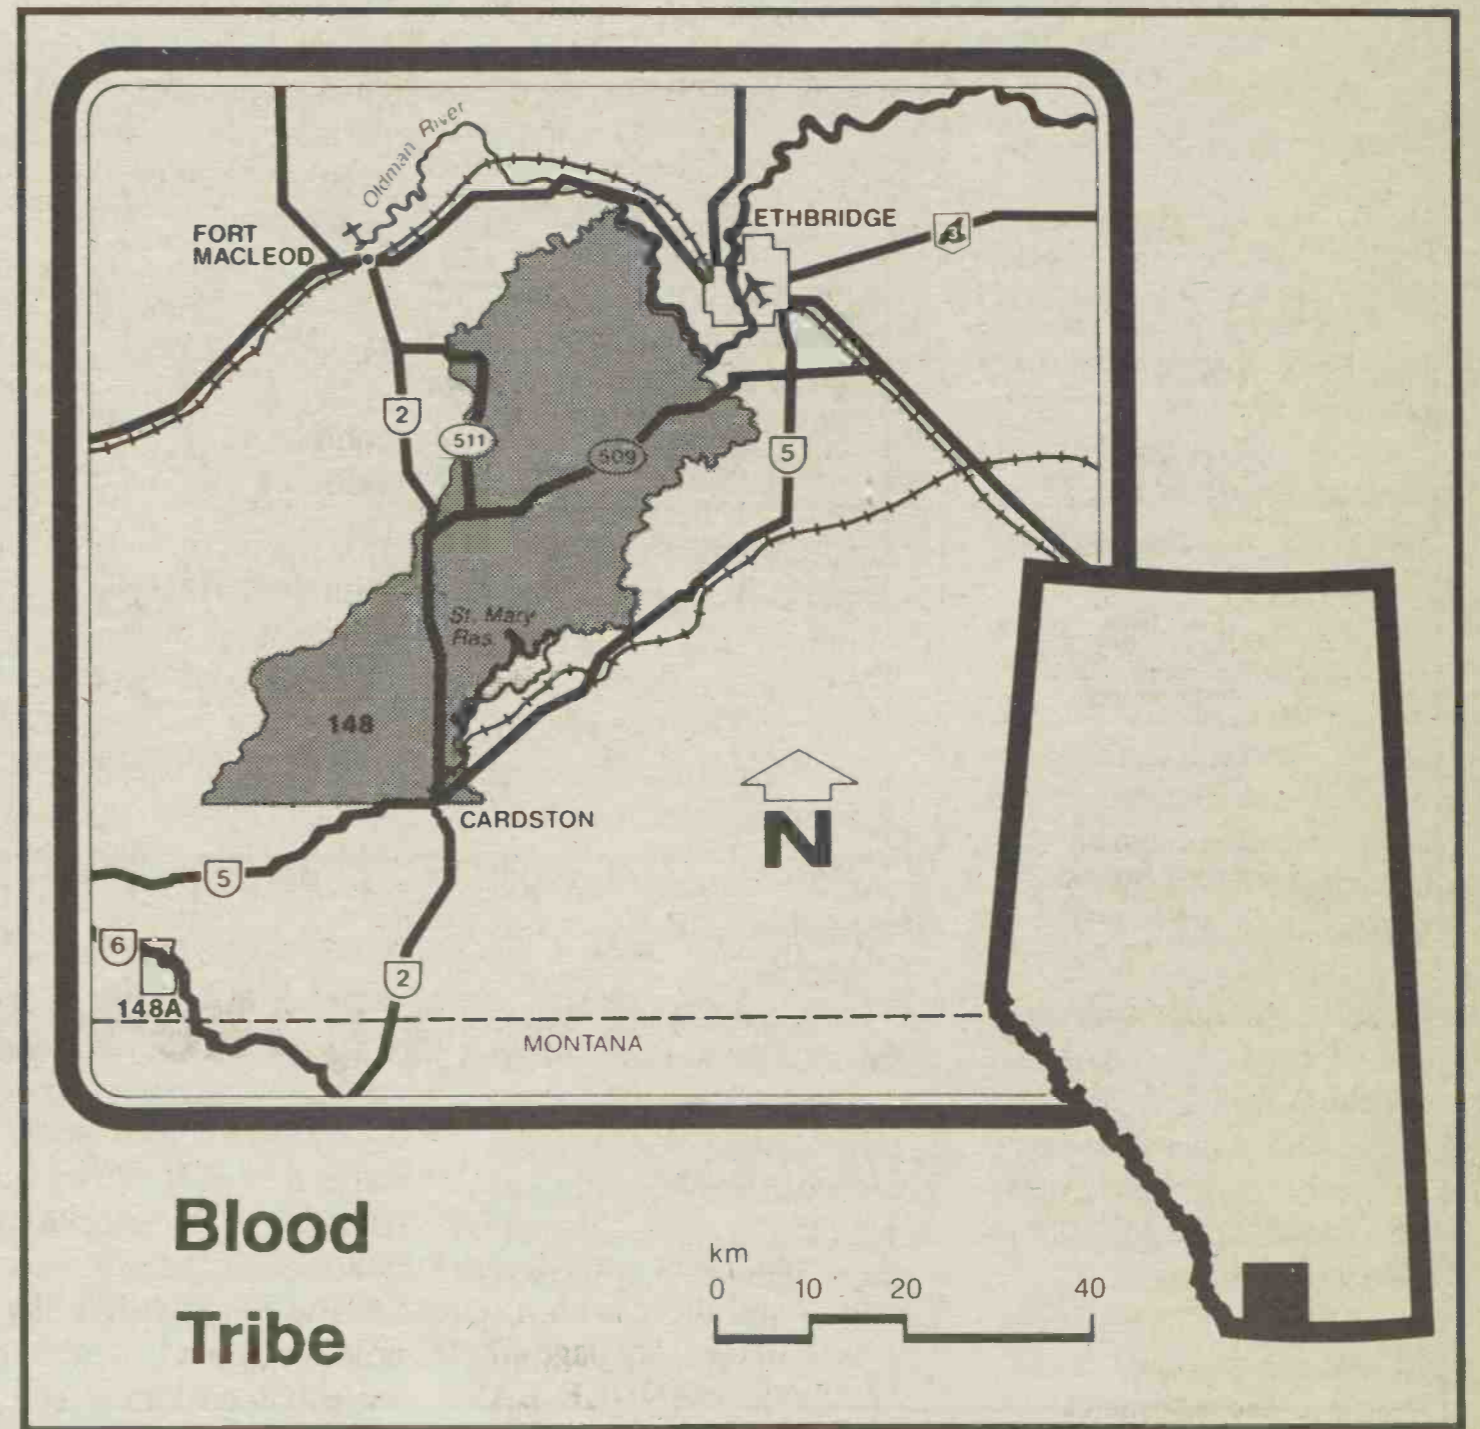 Oldman River
FORT
MACLEOD
LETHBRIDGE
3
2
511
509
5
St. Mary
Res.
148
CARDSTON
N
5
6
2
148A
MONTANA
Blood
Tribe
km
0 10 20 40